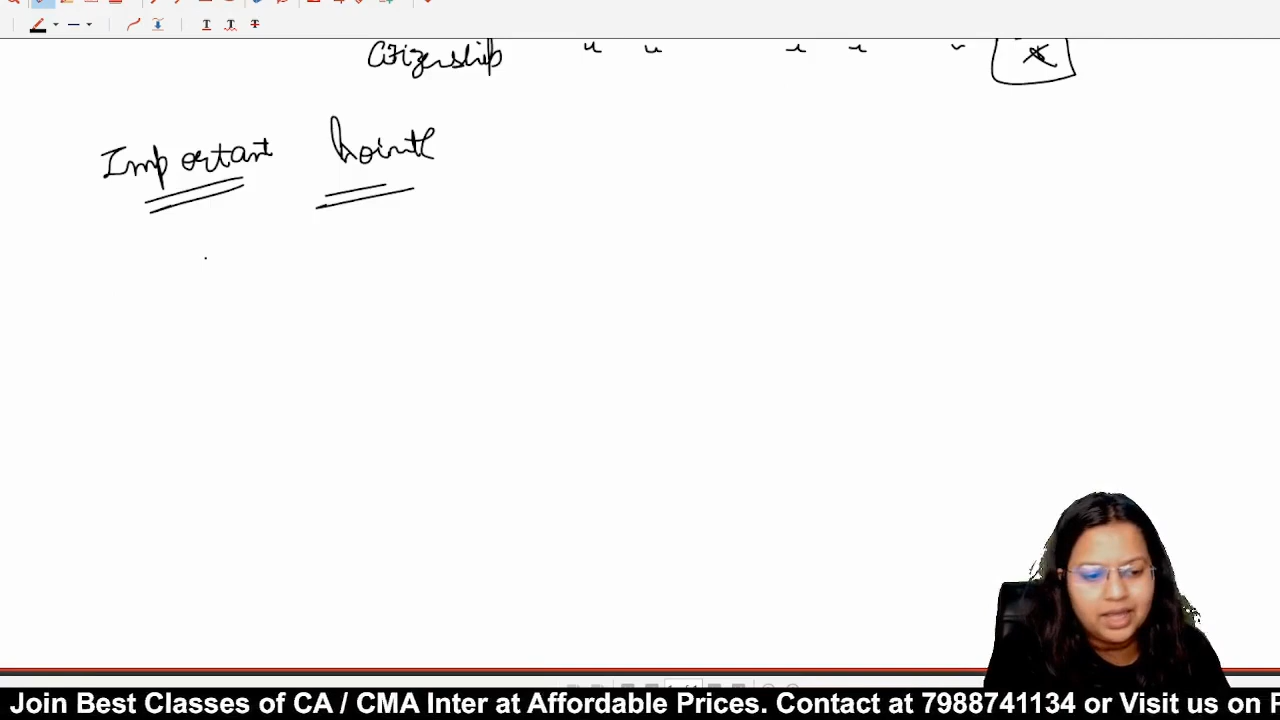 Citizenship " " " " " x
Important Points
Join Best Classes of CA / CMA Inter at Affordable Prices. Contact at 7988741134 or Visit us on